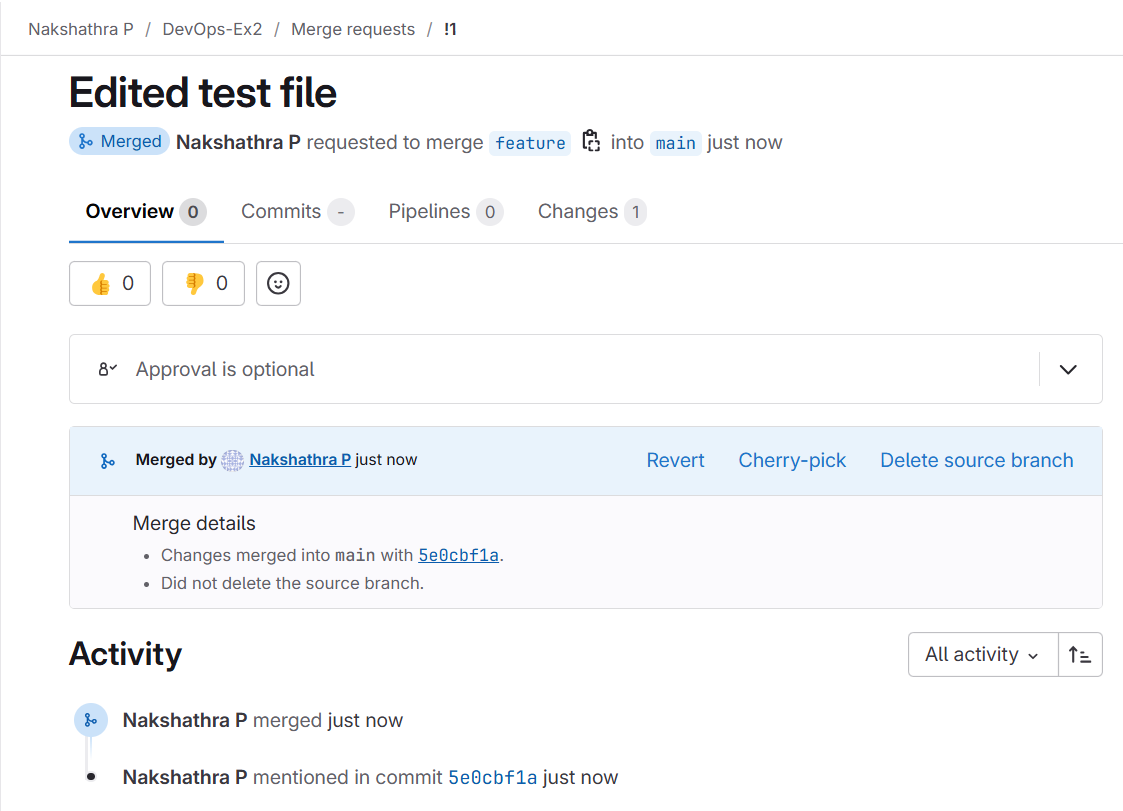 Nakshathra P / DevOps-Ex2 / Merge requests / !1
Edited test file
Merged Nakshathra P requested to merge feature into main just now
Overview 0 Commits - Pipelines 0 Changes 1
👍 0 👎 0
Approval is optional
Merged by Nakshathra P just now Revert Cherry-pick Delete source branch
Merge details
• Changes merged into main with 5e0cbf1a.
• Did not delete the source branch.
Activity All activity
Nakshathra P merged just now
Nakshathra P mentioned in commit 5e0cbf1a just now